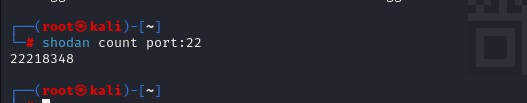 ┌──(root㉿kali)-[~]
└─# shodan count port:22
22218348
┌──(root㉿kali)-[~]